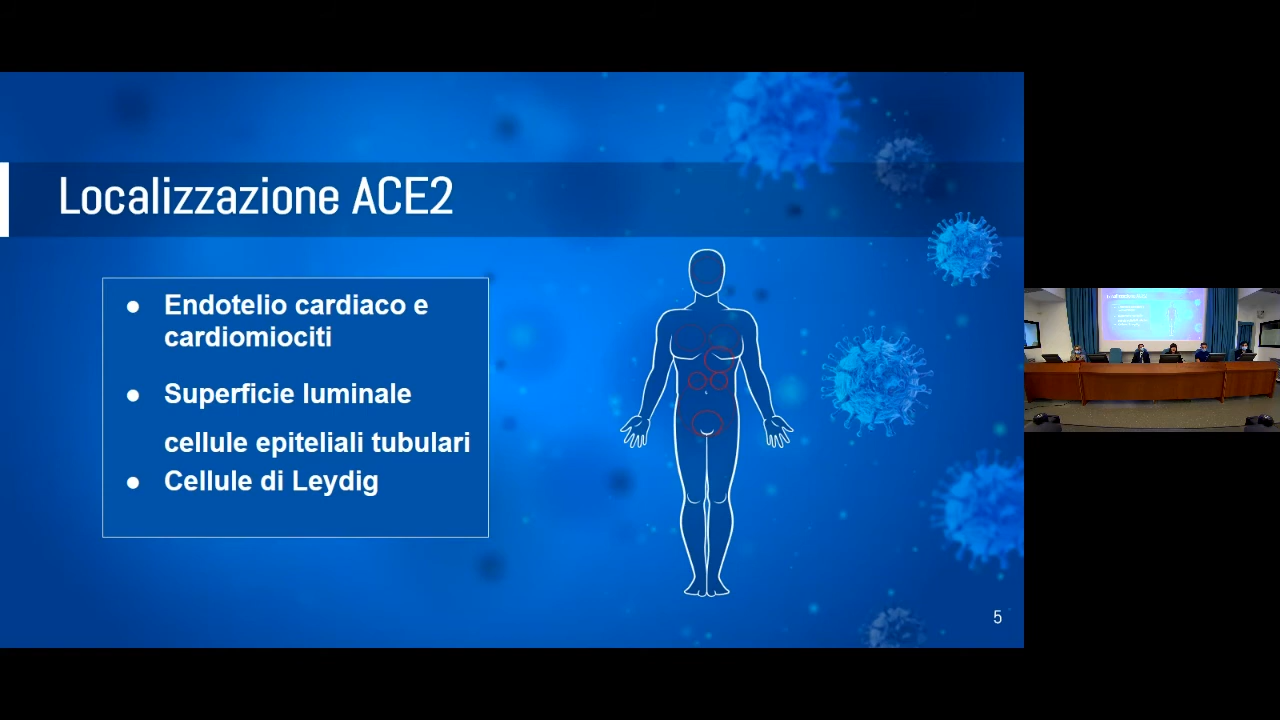 Localizzazione ACE2
● Endotelio cardiaco e
cardiomiociti
● Superficie luminale
cellule epiteliali tubulari
● Cellule di Leydig
5